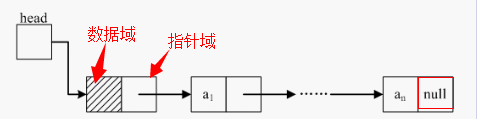 head
数据域
指针域
a1
......
an
null